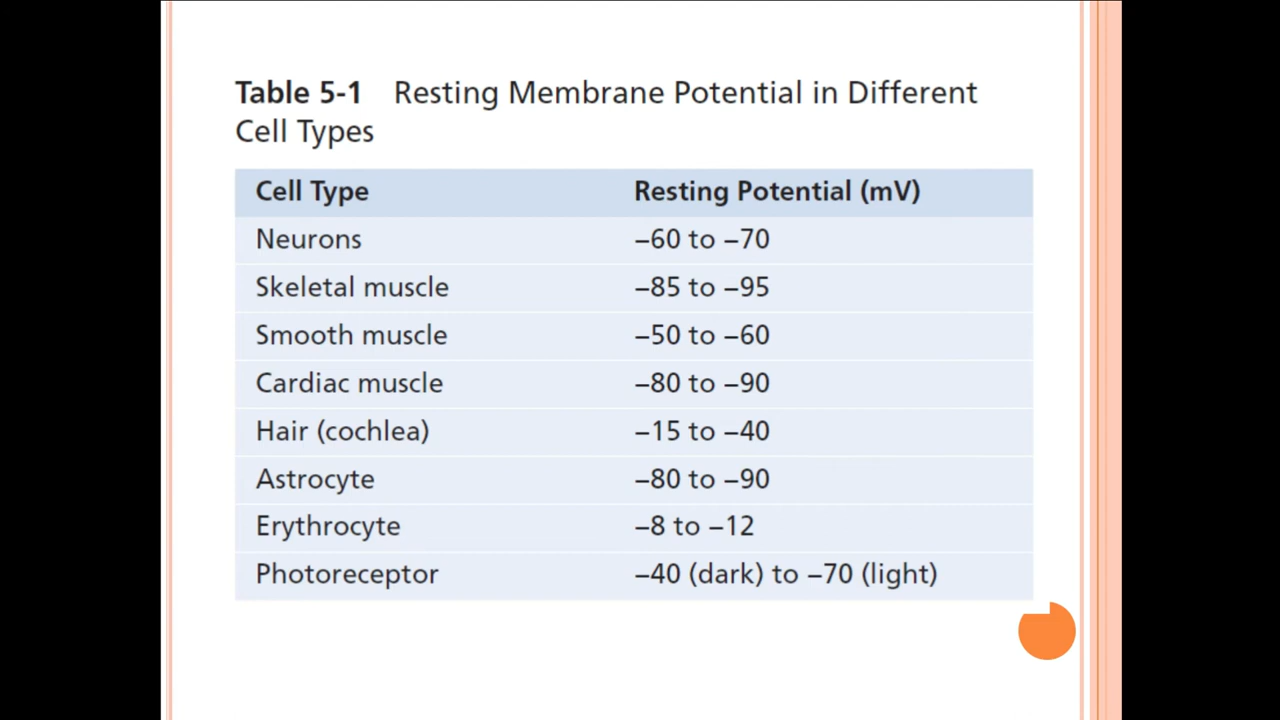 Table 5-1 Resting Membrane Potential in Different
Cell Types
Cell Type Resting Potential (mV)
Neurons –60 to –70
Skeletal muscle –85 to –95
Smooth muscle –50 to –60
Cardiac muscle –80 to –90
Hair (cochlea) –15 to –40
Astrocyte –80 to –90
Erythrocyte –8 to –12
Photoreceptor –40 (dark) to –70 (light)